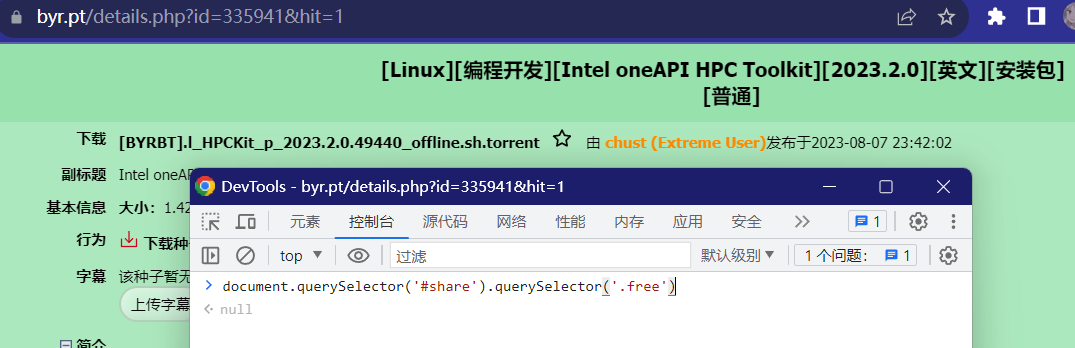 byr.pt/details.php?id=335941&hit=1
[Linux][编程开发][Intel oneAPI HPC Toolkit][2023.2.0][英文][安装包]
[普通]
下载 [BYRBT].l_HPCKit_p_2023.2.0.49440_offline.sh.torrent 由 chust (Extreme User)发布于2023-08-07 23:42:02
副标题 Intel oneAP
基本信息 大小：1.42
行为 下载种
字幕 该种子暂无
上传字幕
简介
DevTools - byr.pt/details.php?id=335941&hit=1
元素 控制台 源代码 网络 性能 内存 应用 安全 1
top 过滤 默认级别 1 个问题： 1
document.querySelector('#share').querySelector('.free')
null